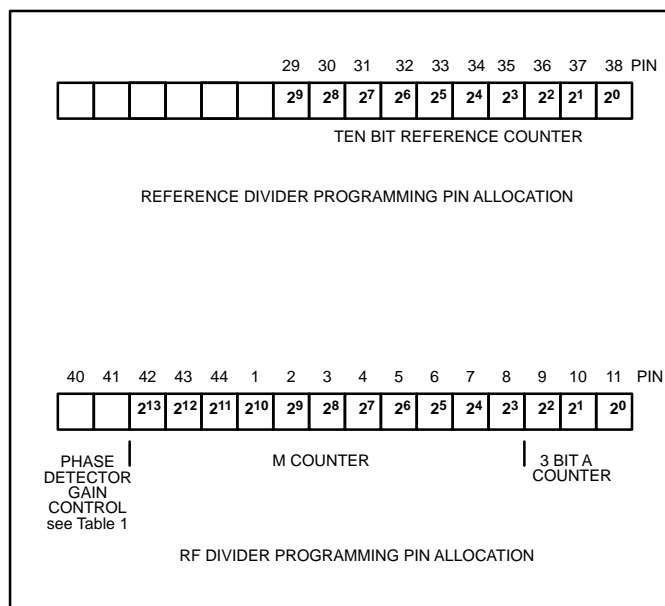 29 30 31 32 33 34 35 36 37 38 PIN
2⁹ 2⁸ 2⁷ 2⁶ 2⁵ 2⁴ 2³ 2² 2¹ 2⁰
TEN BIT REFERENCE COUNTER
REFERENCE DIVIDER PROGRAMMING PIN ALLOCATION
40 41 42 43 44 1 2 3 4 5 6 7 8 9 10 11 PIN
2¹³ 2¹² 2¹¹ 2¹⁰ 2⁹ 2⁸ 2⁷ 2⁶ 2⁵ 2⁴ 2³ 2² 2¹ 2⁰
PHASE
DETECTOR
GAIN
CONTROL
see Table 1
M COUNTER
3 BIT A
COUNTER
RF DIVIDER PROGRAMMING PIN ALLOCATION